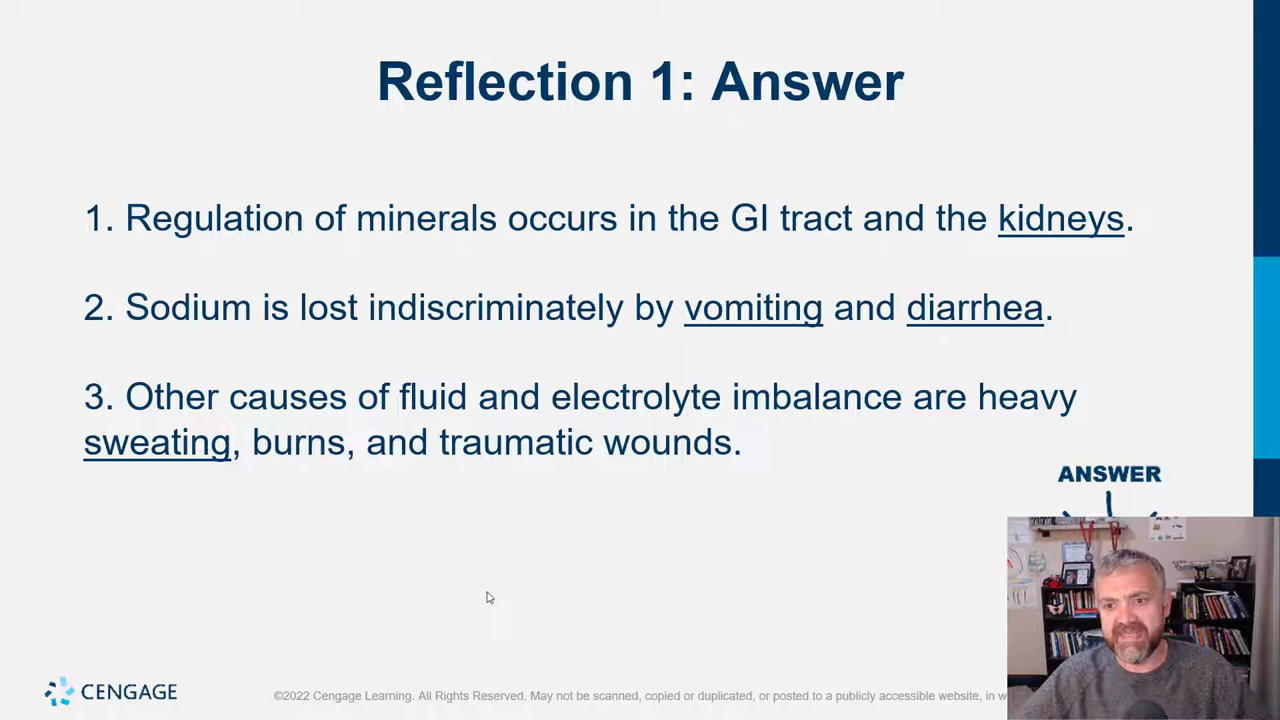 Reflection 1: Answer
1. Regulation of minerals occurs in the GI tract and the kidneys.
2. Sodium is lost indiscriminately by vomiting and diarrhea.
3. Other causes of fluid and electrolyte imbalance are heavy
sweating, burns, and traumatic wounds.
ANSWER
CENGAGE
©2022 Cengage Learning. All Rights Reserved. May not be scanned, copied or duplicated, or posted to a publicly accessible website, in